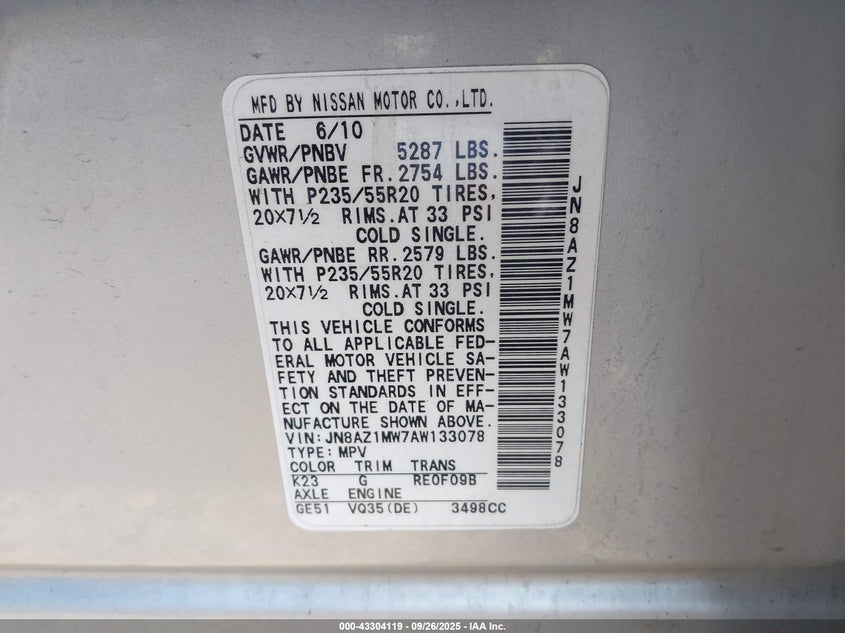 MFD BY NISSAN MOTOR CO.,LTD.
DATE 6/10
GVWR/PNBV 5287 LBS.
GAWR/PNBE FR.2754 LBS.
WITH P235/55R20 TIRES,
20×7½ RIMS.AT 33 PSI
COLD SINGLE.
GAWR/PNBE RR.2579 LBS.
WITH P235/55R20 TIRES,
20×7½ RIMS.AT 33 PSI
COLD SINGLE.
THIS VEHICLE CONFORMS
TO ALL APPLICABLE FED-
ERAL MOTOR VEHICLE SA-
FETY AND THEFT PREVEN-
TION STANDARDS IN EFF-
ECT ON THE DATE OF MA-
NUFACTURE SHOWN ABOVE.
VIN:JN8AZ1MW7AW133078
TYPE:MPV
COLOR TRIM TRANS
K23 G RE0F09B
AXLE ENGINE
GE51 VQ35(DE) 3498CC
JN8AZ1MW7AW133078
000-43304119 - 09/26/2025 - IAA Inc.